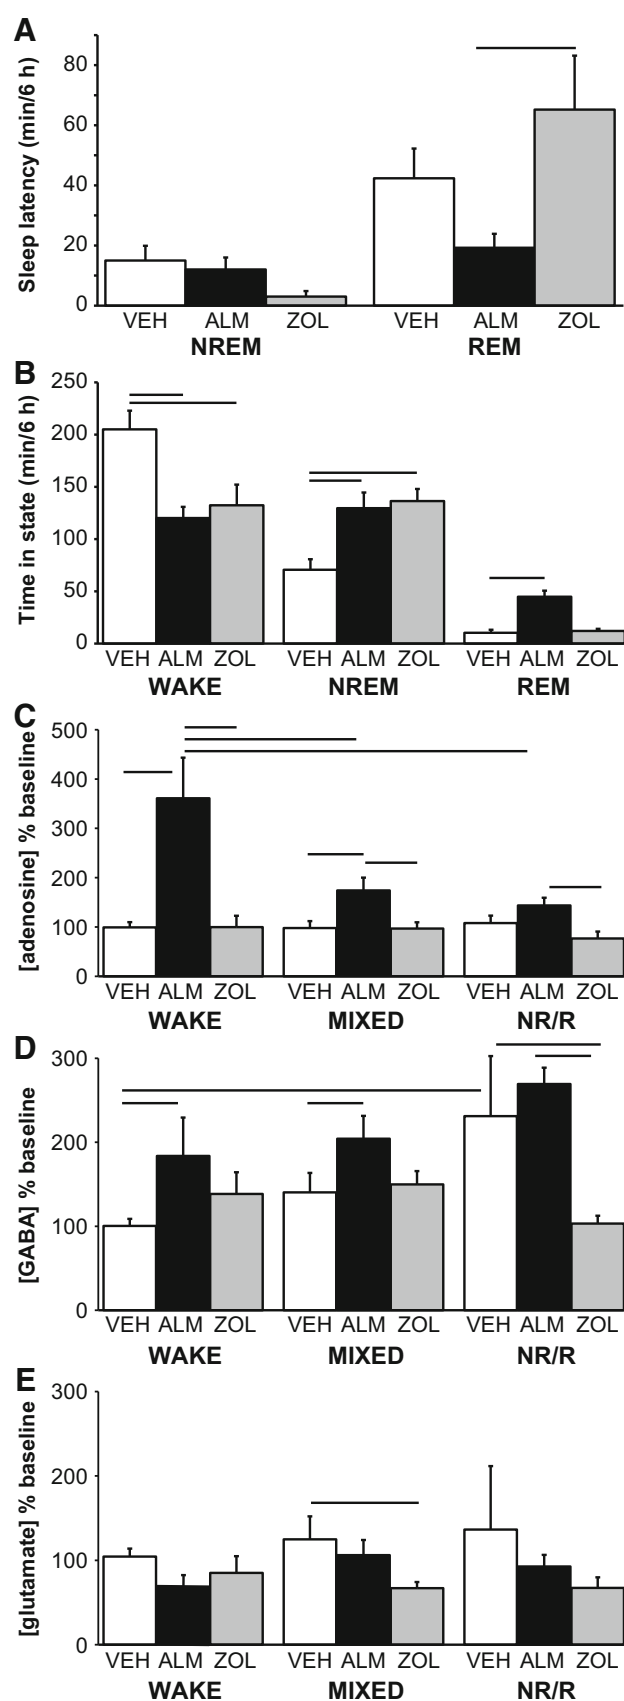 A
Sleep latency (min/6 h)
80
60
40
20
0
VEH ALM ZOL VEH ALM ZOL
NREM REM
B
Time in state (min/6 h)
250
200
150
100
50
0
VEH ALM ZOL VEH ALM ZOL VEH ALM ZOL
WAKE NREM REM
C
[adenosine] % baseline
500
400
300
200
100
0
VEH ALM ZOL VEH ALM ZOL VEH ALM ZOL
WAKE MIXED NR/R
D
[GABA] % baseline
300
200
100
0
VEH ALM ZOL VEH ALM ZOL VEH ALM ZOL
WAKE MIXED NR/R
E
[glutamate] % baseline
300
200
100
0
VEH ALM ZOL VEH ALM ZOL VEH ALM ZOL
WAKE MIXED NR/R